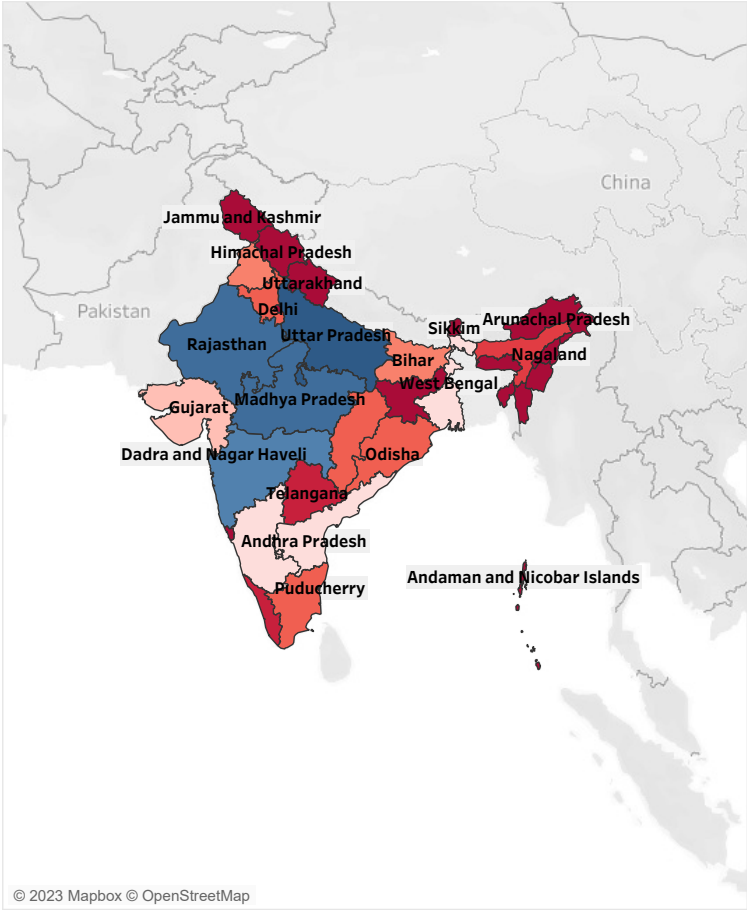 China
Jammu and Kashmir
Himachal Pradesh
Uttarakhand
Pakistan
Delhi
Sikkim
Arunachal Pradesh
Uttar Pradesh
Rajasthan
Bihar
Nagaland
West Bengal
Madhya Pradesh
Gujarat
Dadra and Nagar Haveli
Odisha
Telangana
Andhra Pradesh
Andaman and Nicobar Islands
Puducherry
© 2023 Mapbox © OpenStreetMap